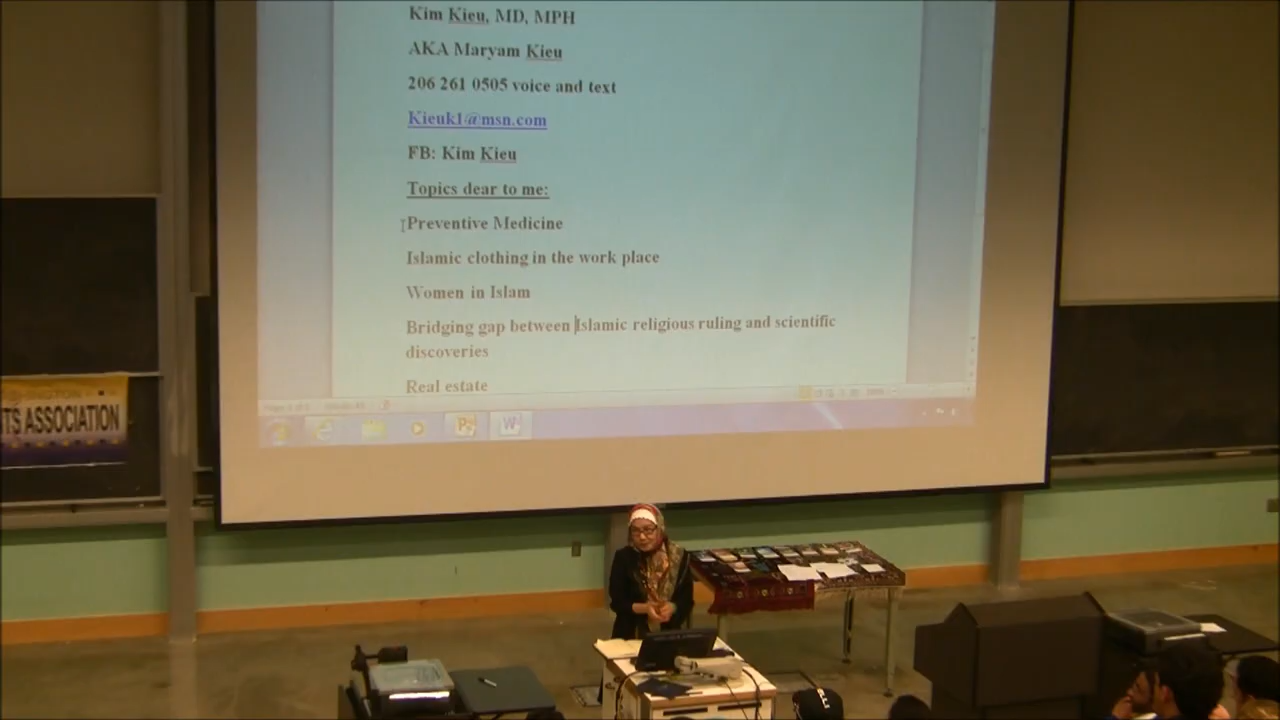 Kim Kieu, MD, MPH
AKA Maryam Kieu
206 261 0505 voice and text
Kieuk1@msn.com
FB: Kim Kieu
Topics dear to me:
Preventive Medicine
Islamic clothing in the work place
Women in Islam
Bridging gap between Islamic religious ruling and scientific
discoveries
Real estate
TS ASSOCIATION